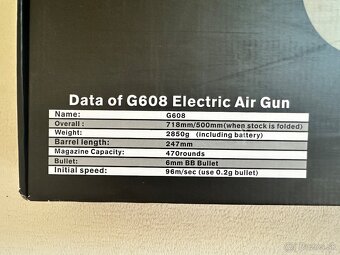 Data of G608 Electric Air Gun
Name: G608
Overall : 718mm/500mm(when stock is folded)
Weight: 2850g (including battery)
Barrel length: 247mm
Magazine Capacity: 470rounds
Bullet: 6mm BB Bullet
Initial speed: 96m/sec (use 0.2g bullet)